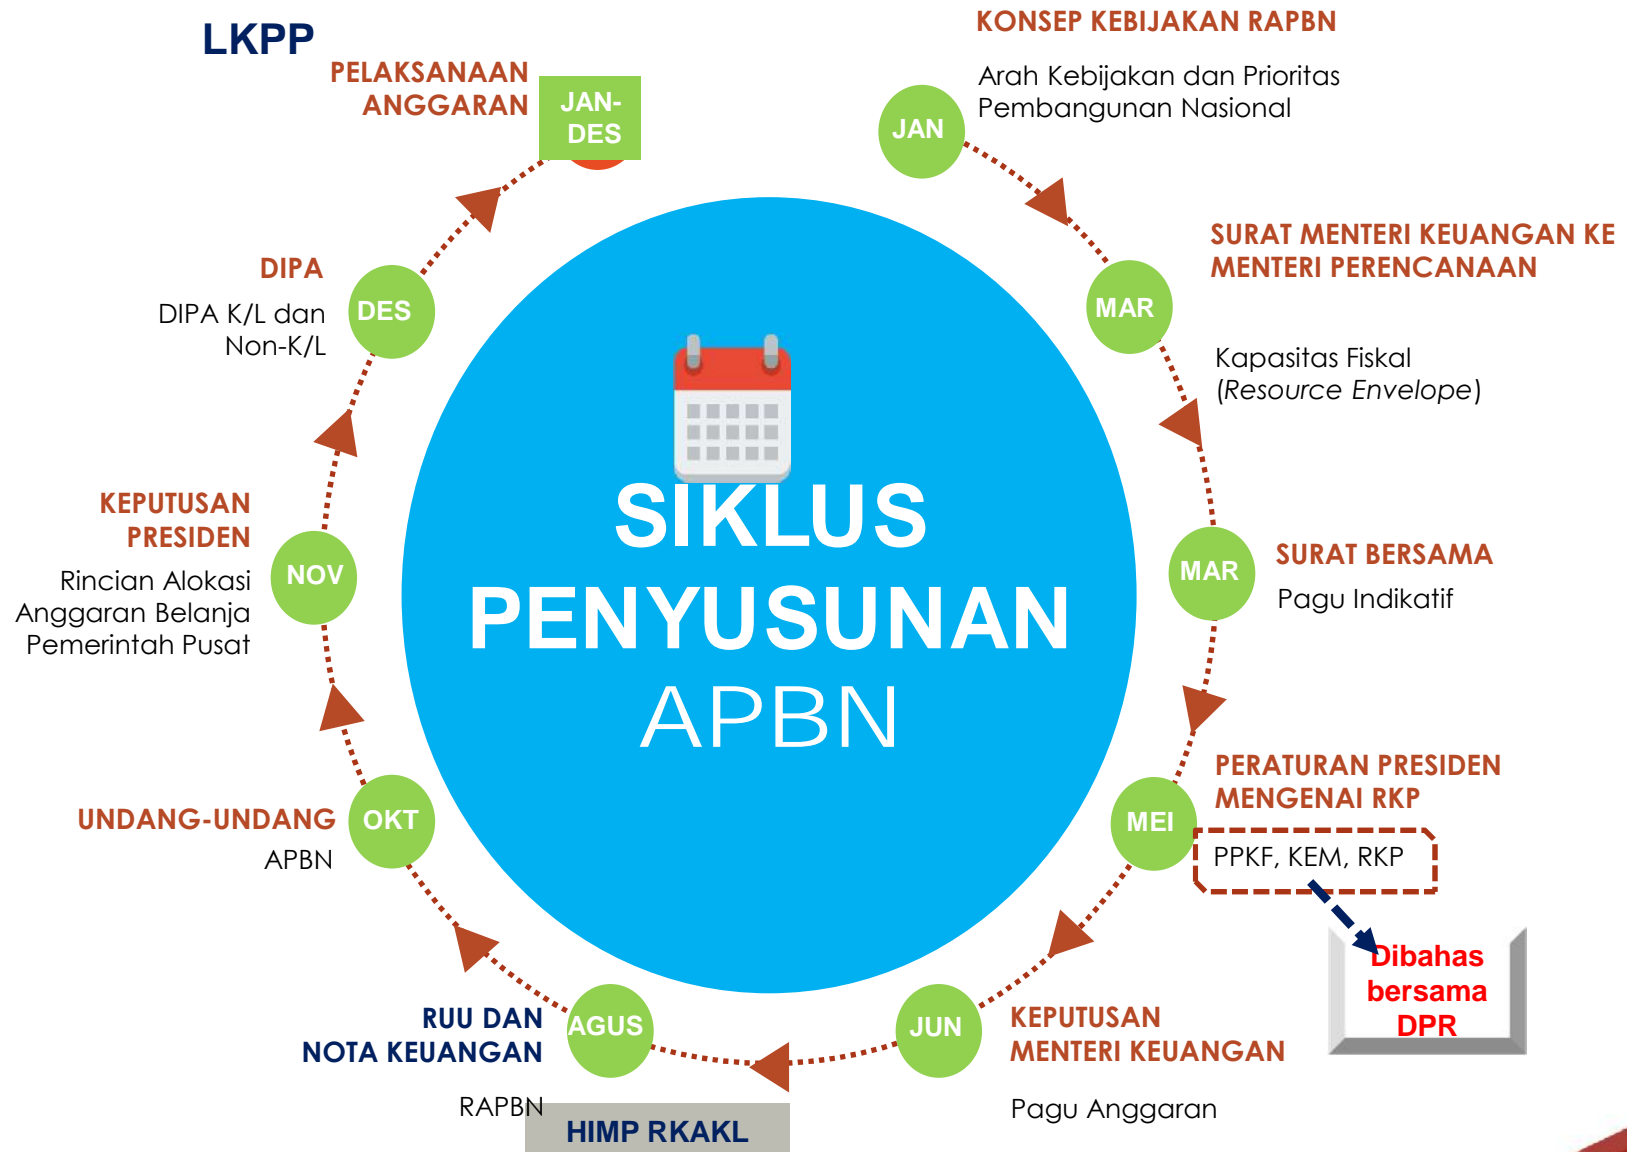 LKPP
KONSEP KEBIJAKAN RAPBN
Arah Kebijakan dan Prioritas
Pembangunan Nasional
JAN
SURAT MENTERI KEUANGAN KE
MENTERI PERENCANAAN
MAR
Kapasitas Fiskal
(Resource Envelope)
MAR
SURAT BERSAMA
Pagu Indikatif
PERATURAN PRESIDEN
MENGENAI RKP
MEI
PPKF, KEM, RKP
Dibahas
bersama
DPR
JUN
KEPUTUSAN
MENTERI KEUANGAN
Pagu Anggaran
AGUS
RUU DAN
NOTA KEUANGAN
RAPBN
HIMP RKAKL
OKT
UNDANG-UNDANG
APBN
NOV
KEPUTUSAN
PRESIDEN
Rincian Alokasi
Anggaran Belanja
Pemerintah Pusat
DES
DIPA
DIPA K/L dan
Non-K/L
PELAKSANAAN
ANGGARAN
JAN-
DES
SIKLUS
PENYUSUNAN
APBN